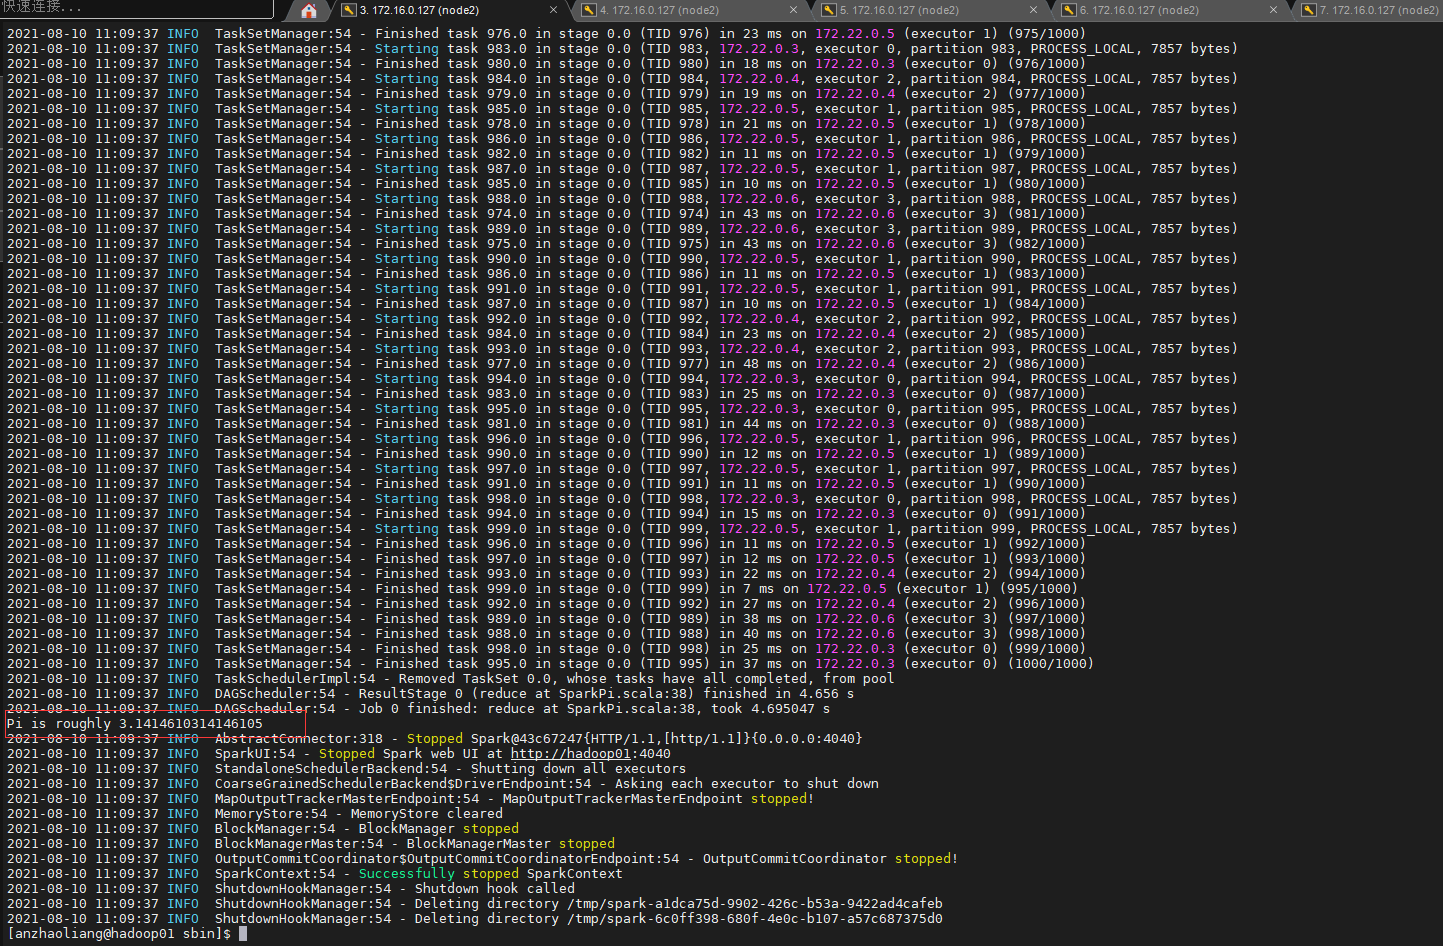 快速连接...
3. 172.16.0.127 (node2)
4. 172.16.0.127 (node2)
5. 172.16.0.127 (node2)
6. 172.16.0.127 (node2)
7. 172.16.0.127 (node2)
2021-08-10 11:09:37 INFO  TaskSetManager:54 - Finished task 976.0 in stage 0.0 (TID 976) in 23 ms on 172.22.0.5 (executor 1) (975/1000)
2021-08-10 11:09:37 INFO  TaskSetManager:54 - Starting task 983.0 in stage 0.0 (TID 983, 172.22.0.3, executor 0, partition 983, PROCESS_LOCAL, 7857 bytes)
2021-08-10 11:09:37 INFO  TaskSetManager:54 - Finished task 980.0 in stage 0.0 (TID 980) in 18 ms on 172.22.0.3 (executor 0) (976/1000)
2021-08-10 11:09:37 INFO  TaskSetManager:54 - Starting task 984.0 in stage 0.0 (TID 984, 172.22.0.4, executor 2, partition 984, PROCESS_LOCAL, 7857 bytes)
2021-08-10 11:09:37 INFO  TaskSetManager:54 - Finished task 979.0 in stage 0.0 (TID 979) in 19 ms on 172.22.0.4 (executor 2) (977/1000)
2021-08-10 11:09:37 INFO  TaskSetManager:54 - Starting task 985.0 in stage 0.0 (TID 985, 172.22.0.5, executor 1, partition 985, PROCESS_LOCAL, 7857 bytes)
2021-08-10 11:09:37 INFO  TaskSetManager:54 - Finished task 978.0 in stage 0.0 (TID 978) in 21 ms on 172.22.0.5 (executor 1) (978/1000)
2021-08-10 11:09:37 INFO  TaskSetManager:54 - Starting task 986.0 in stage 0.0 (TID 986, 172.22.0.5, executor 1, partition 986, PROCESS_LOCAL, 7857 bytes)
2021-08-10 11:09:37 INFO  TaskSetManager:54 - Finished task 982.0 in stage 0.0 (TID 982) in 11 ms on 172.22.0.5 (executor 1) (979/1000)
2021-08-10 11:09:37 INFO  TaskSetManager:54 - Starting task 987.0 in stage 0.0 (TID 987, 172.22.0.5, executor 1, partition 987, PROCESS_LOCAL, 7857 bytes)
2021-08-10 11:09:37 INFO  TaskSetManager:54 - Finished task 985.0 in stage 0.0 (TID 985) in 10 ms on 172.22.0.5 (executor 1) (980/1000)
2021-08-10 11:09:37 INFO  TaskSetManager:54 - Starting task 988.0 in stage 0.0 (TID 988, 172.22.0.6, executor 3, partition 988, PROCESS_LOCAL, 7857 bytes)
2021-08-10 11:09:37 INFO  TaskSetManager:54 - Finished task 974.0 in stage 0.0 (TID 974) in 43 ms on 172.22.0.6 (executor 3) (981/1000)
2021-08-10 11:09:37 INFO  TaskSetManager:54 - Starting task 989.0 in stage 0.0 (TID 989, 172.22.0.6, executor 3, partition 989, PROCESS_LOCAL, 7857 bytes)
2021-08-10 11:09:37 INFO  TaskSetManager:54 - Finished task 975.0 in stage 0.0 (TID 975) in 43 ms on 172.22.0.6 (executor 3) (982/1000)
2021-08-10 11:09:37 INFO  TaskSetManager:54 - Starting task 990.0 in stage 0.0 (TID 990, 172.22.0.5, executor 1, partition 990, PROCESS_LOCAL, 7857 bytes)
2021-08-10 11:09:37 INFO  TaskSetManager:54 - Finished task 986.0 in stage 0.0 (TID 986) in 11 ms on 172.22.0.5 (executor 1) (983/1000)
2021-08-10 11:09:37 INFO  TaskSetManager:54 - Starting task 991.0 in stage 0.0 (TID 991, 172.22.0.5, executor 1, partition 991, PROCESS_LOCAL, 7857 bytes)
2021-08-10 11:09:37 INFO  TaskSetManager:54 - Finished task 987.0 in stage 0.0 (TID 987) in 10 ms on 172.22.0.5 (executor 1) (984/1000)
2021-08-10 11:09:37 INFO  TaskSetManager:54 - Starting task 992.0 in stage 0.0 (TID 992, 172.22.0.4, executor 2, partition 992, PROCESS_LOCAL, 7857 bytes)
2021-08-10 11:09:37 INFO  TaskSetManager:54 - Finished task 984.0 in stage 0.0 (TID 984) in 23 ms on 172.22.0.4 (executor 2) (985/1000)
2021-08-10 11:09:37 INFO  TaskSetManager:54 - Starting task 993.0 in stage 0.0 (TID 993, 172.22.0.4, executor 2, partition 993, PROCESS_LOCAL, 7857 bytes)
2021-08-10 11:09:37 INFO  TaskSetManager:54 - Finished task 977.0 in stage 0.0 (TID 977) in 48 ms on 172.22.0.4 (executor 2) (986/1000)
2021-08-10 11:09:37 INFO  TaskSetManager:54 - Starting task 994.0 in stage 0.0 (TID 994, 172.22.0.3, executor 0, partition 994, PROCESS_LOCAL, 7857 bytes)
2021-08-10 11:09:37 INFO  TaskSetManager:54 - Finished task 983.0 in stage 0.0 (TID 983) in 25 ms on 172.22.0.3 (executor 0) (987/1000)
2021-08-10 11:09:37 INFO  TaskSetManager:54 - Starting task 995.0 in stage 0.0 (TID 995, 172.22.0.3, executor 0, partition 995, PROCESS_LOCAL, 7857 bytes)
2021-08-10 11:09:37 INFO  TaskSetManager:54 - Finished task 981.0 in stage 0.0 (TID 981) in 44 ms on 172.22.0.3 (executor 0) (988/1000)
2021-08-10 11:09:37 INFO  TaskSetManager:54 - Starting task 996.0 in stage 0.0 (TID 996, 172.22.0.5, executor 1, partition 996, PROCESS_LOCAL, 7857 bytes)
2021-08-10 11:09:37 INFO  TaskSetManager:54 - Finished task 990.0 in stage 0.0 (TID 990) in 12 ms on 172.22.0.5 (executor 1) (989/1000)
2021-08-10 11:09:37 INFO  TaskSetManager:54 - Starting task 997.0 in stage 0.0 (TID 997, 172.22.0.5, executor 1, partition 997, PROCESS_LOCAL, 7857 bytes)
2021-08-10 11:09:37 INFO  TaskSetManager:54 - Finished task 991.0 in stage 0.0 (TID 991) in 11 ms on 172.22.0.5 (executor 1) (990/1000)
2021-08-10 11:09:37 INFO  TaskSetManager:54 - Starting task 998.0 in stage 0.0 (TID 998, 172.22.0.3, executor 0, partition 998, PROCESS_LOCAL, 7857 bytes)
2021-08-10 11:09:37 INFO  TaskSetManager:54 - Finished task 994.0 in stage 0.0 (TID 994) in 15 ms on 172.22.0.3 (executor 0) (991/1000)
2021-08-10 11:09:37 INFO  TaskSetManager:54 - Starting task 999.0 in stage 0.0 (TID 999, 172.22.0.5, executor 1, partition 999, PROCESS_LOCAL, 7857 bytes)
2021-08-10 11:09:37 INFO  TaskSetManager:54 - Finished task 996.0 in stage 0.0 (TID 996) in 11 ms on 172.22.0.5 (executor 1) (992/1000)
2021-08-10 11:09:37 INFO  TaskSetManager:54 - Finished task 997.0 in stage 0.0 (TID 997) in 12 ms on 172.22.0.5 (executor 1) (993/1000)
2021-08-10 11:09:37 INFO  TaskSetManager:54 - Finished task 993.0 in stage 0.0 (TID 993) in 22 ms on 172.22.0.4 (executor 2) (994/1000)
2021-08-10 11:09:37 INFO  TaskSetManager:54 - Finished task 999.0 in stage 0.0 (TID 999) in 7 ms on 172.22.0.5 (executor 1) (995/1000)
2021-08-10 11:09:37 INFO  TaskSetManager:54 - Finished task 992.0 in stage 0.0 (TID 992) in 27 ms on 172.22.0.4 (executor 2) (996/1000)
2021-08-10 11:09:37 INFO  TaskSetManager:54 - Finished task 989.0 in stage 0.0 (TID 989) in 38 ms on 172.22.0.6 (executor 3) (997/1000)
2021-08-10 11:09:37 INFO  TaskSetManager:54 - Finished task 988.0 in stage 0.0 (TID 988) in 40 ms on 172.22.0.6 (executor 3) (998/1000)
2021-08-10 11:09:37 INFO  TaskSetManager:54 - Finished task 998.0 in stage 0.0 (TID 998) in 25 ms on 172.22.0.3 (executor 0) (999/1000)
2021-08-10 11:09:37 INFO  TaskSetManager:54 - Finished task 995.0 in stage 0.0 (TID 995) in 37 ms on 172.22.0.3 (executor 0) (1000/1000)
2021-08-10 11:09:37 INFO  TaskSchedulerImpl:54 - Removed TaskSet 0.0, whose tasks have all completed, from pool
2021-08-10 11:09:37 INFO  DAGScheduler:54 - ResultStage 0 (reduce at SparkPi.scala:38) finished in 4.656 s
2021-08-10 11:09:37 INFO  DAGScheduler:54 - Job 0 finished: reduce at SparkPi.scala:38, took 4.695047 s
Pi is roughly 3.1414610314146105
2021-08-10 11:09:37 INFO  AbstractConnector:318 - Stopped Spark@43c67247{HTTP/1.1,[http/1.1]}{0.0.0.0:4040}
2021-08-10 11:09:37 INFO  SparkUI:54 - Stopped Spark web UI at http://hadoop01:4040
2021-08-10 11:09:37 INFO  StandaloneSchedulerBackend:54 - Shutting down all executors
2021-08-10 11:09:37 INFO  CoarseGrainedSchedulerBackend$DriverEndpoint:54 - Asking each executor to shut down
2021-08-10 11:09:37 INFO  MapOutputTrackerMasterEndpoint:54 - MapOutputTrackerMasterEndpoint stopped!
2021-08-10 11:09:37 INFO  MemoryStore:54 - MemoryStore cleared
2021-08-10 11:09:37 INFO  BlockManager:54 - BlockManager stopped
2021-08-10 11:09:37 INFO  BlockManagerMaster:54 - BlockManagerMaster stopped
2021-08-10 11:09:37 INFO  OutputCommitCoordinator$OutputCommitCoordinatorEndpoint:54 - OutputCommitCoordinator stopped!
2021-08-10 11:09:37 INFO  SparkContext:54 - Successfully stopped SparkContext
2021-08-10 11:09:37 INFO  ShutdownHookManager:54 - Shutdown hook called
2021-08-10 11:09:37 INFO  ShutdownHookManager:54 - Deleting directory /tmp/spark-a1dca75d-9902-426c-b53a-9422ad4cafeb
2021-08-10 11:09:37 INFO  ShutdownHookManager:54 - Deleting directory /tmp/spark-6c0ff398-680f-4e0c-b107-a57c687375d0
[anzhaoliang@hadoop01 sbin]$